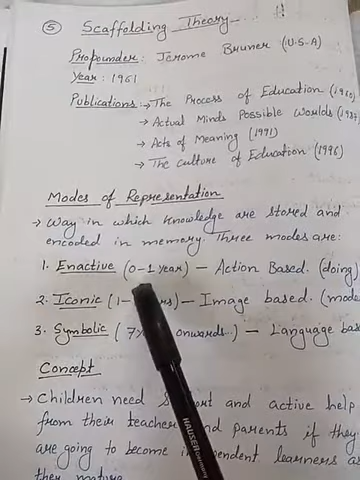 5 Scaffolding Theory
Propounder: Jerome Bruner (U.S.A)
Year: 1961
Publications: → The Process of Education (1960)
→ Actual Minds Possible Worlds
→ Acts of Meaning (1991)
→ The Culture of Education (1996)
Modes of Representation
→ Way in which knowledge are stored and
encoded in memory. Three modes are:
1. Enactive (0-1 year) - Action Based. (doing)
2. Iconic - Image based.
3. Symbolic onwards...) - Language
Concept
→ Children need and active help
from their and parents if they
are going to become learners
they mature
HAUSER Germany